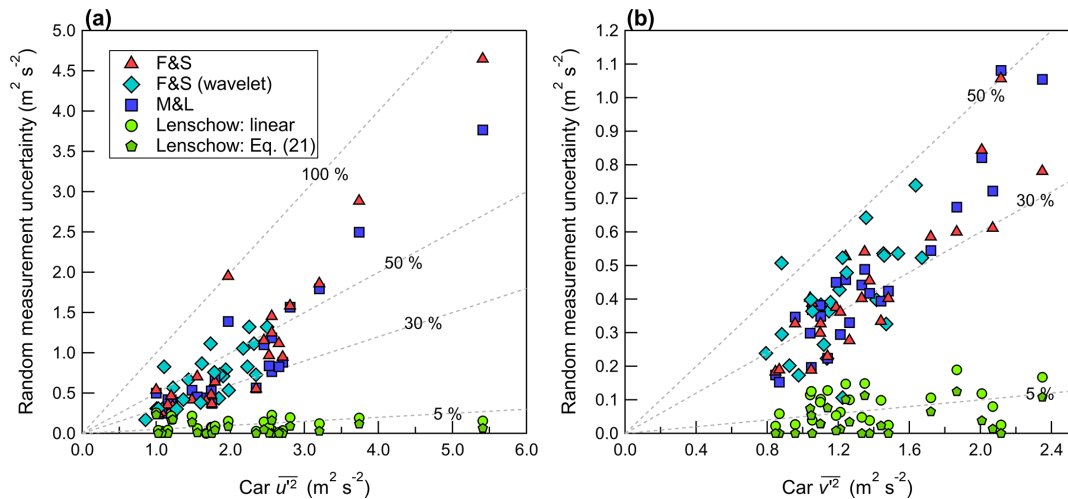 (a)
Random measurement uncertainty (m² s⁻²)
5.0
4.5
4.0
3.5
3.0
2.5
2.0
1.5
1.0
0.5
0.0
F&S
F&S (wavelet)
M&L
Lenschow: linear
Lenschow: Eq. (21)
100 %
50 %
30 %
5 %
0.0 1.0 2.0 3.0 4.0 5.0 6.0
Car u'² (m² s⁻²)
(b)
Random measurement uncertainty (m² s⁻²)
1.2
1.1
1.0
0.9
0.8
0.7
0.6
0.5
0.4
0.3
0.2
0.1
0.0
50 %
30 %
5 %
0.0 0.4 0.8 1.2 1.6 2.0 2.4
Car v'² (m² s⁻²)